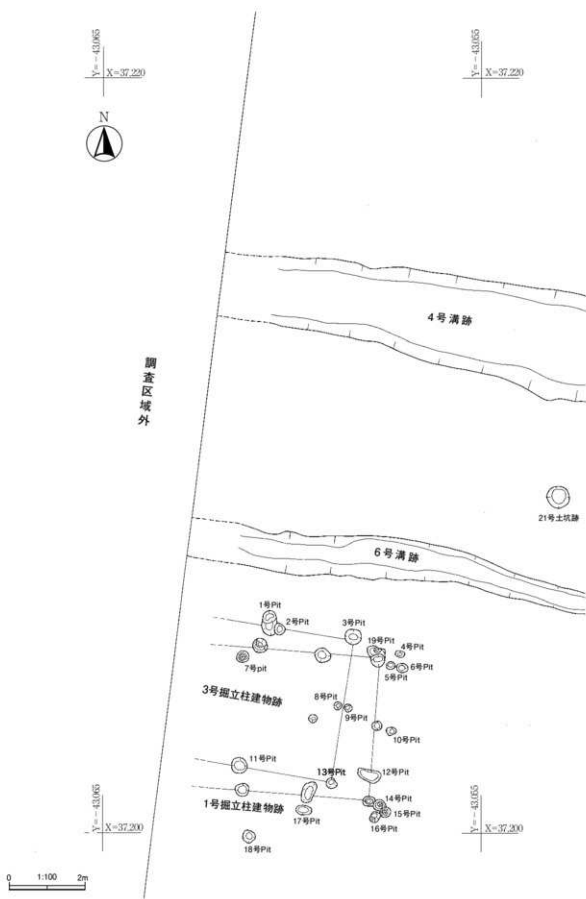 Y=-43.065
X=37.220
Y=-43.055
X=37.220
N
4号溝跡
調査区域外
21号土坑跡
6号溝跡
1号Pit
2号Pit
3号Pit
19号Pit
4号Pit
5号Pit
6号Pit
7号pit
3号掘立柱建物跡
8号Pit
9号Pit
10号Pit
11号Pit
13号Pit
12号Pit
14号Pit
15号Pit
16号Pit
1号掘立柱建物跡
17号Pit
18号Pit
Y=-43.065
X=37.200
Y=-43.055
X=37.200
0 1:100 2m